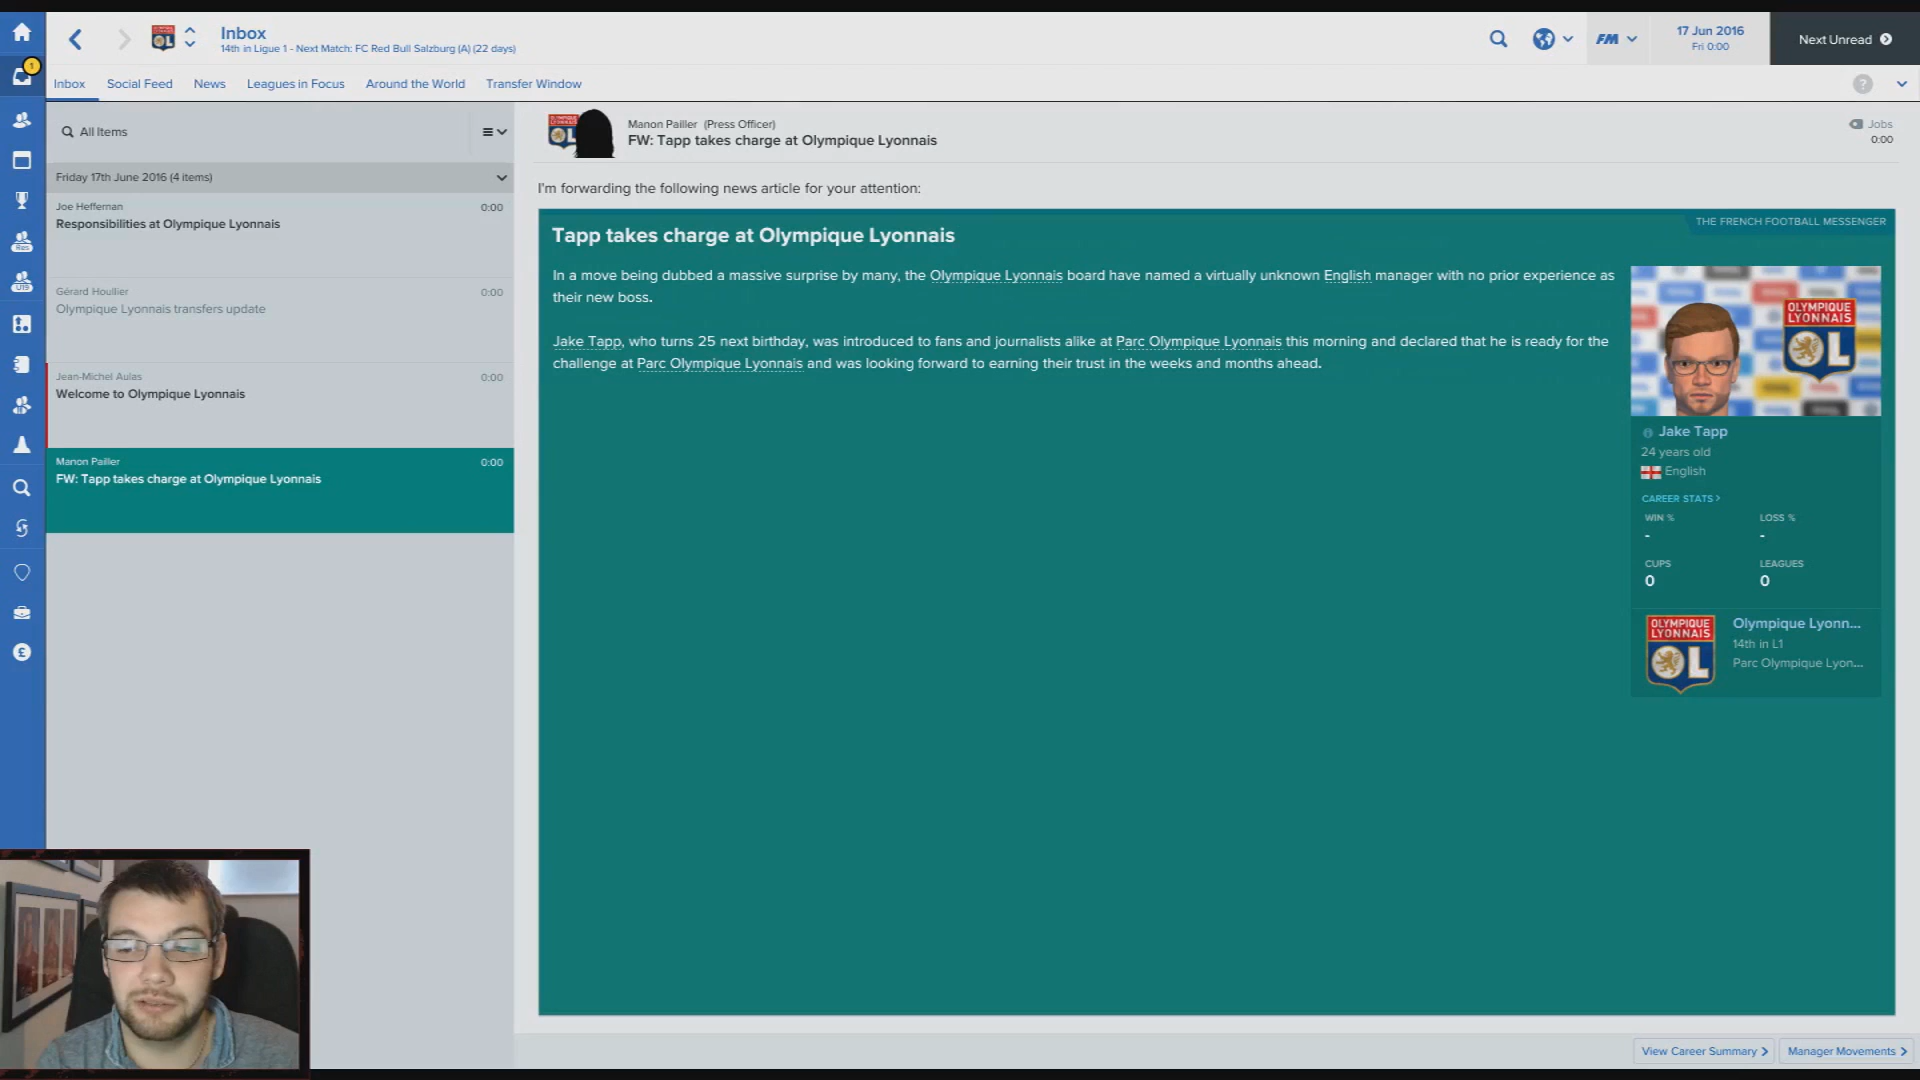 1
Inbox
14th in Ligue 1 - Next Match: FC Red Bull Salzburg (A) (22 days)
FM
17 Jun 2016
Fri 0:00
Next Unread
Inbox
Social Feed
News
Leagues in Focus
Around the World
Transfer Window
?
All Items
Friday 17th June 2016 (4 items)
Joe Heffernan
0:00
Responsibilities at Olympique Lyonnais
Gérard Houllier
0:00
Olympique Lyonnais transfers update
Jean-Michel Aulas
0:00
Welcome to Olympique Lyonnais
Manon Pailler
0:00
FW: Tapp takes charge at Olympique Lyonnais
Res
U19
Manon Pailler (Press Officer)
FW: Tapp takes charge at Olympique Lyonnais
Jobs
0:00
I'm forwarding the following news article for your attention:
THE FRENCH FOOTBALL MESSENGER
Tapp takes charge at Olympique Lyonnais
In a move being dubbed a massive surprise by many, the Olympique Lyonnais board have named a virtually unknown English manager with no prior experience as
their new boss.
Jake Tapp, who turns 25 next birthday, was introduced to fans and journalists alike at Parc Olympique Lyonnais this morning and declared that he is ready for the
challenge at Parc Olympique Lyonnais and was looking forward to earning their trust in the weeks and months ahead.
OLYMPIQUE
LYONNAIS
OL
Jake Tapp
24 years old
English
CAREER STATS >
WIN %
LOSS %
-
-
CUPS
LEAGUES
0
0
OLYMPIQUE
LYONNAIS
OL
Olympique Lyonn...
14th in L1
Parc Olympique Lyon...
View Career Summary >
Manager Movements >